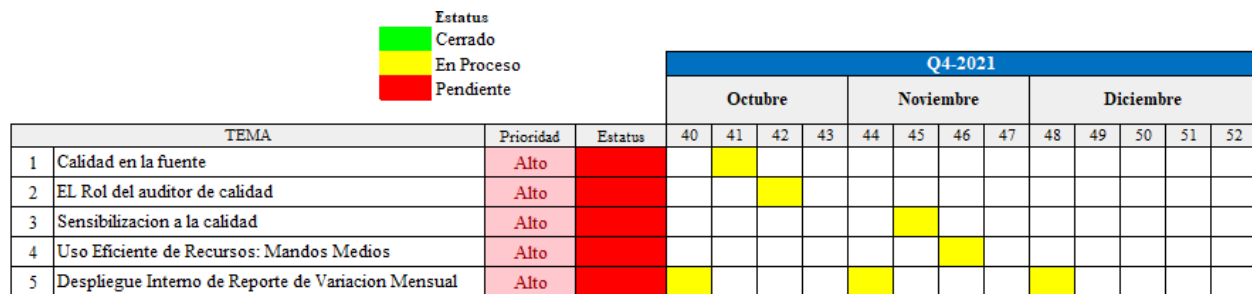 Estatus
Cerrado
En Proceso
Pendiente
Q4-2021
Octubre Noviembre Diciembre
TEMA Prioridad Estatus 40 41 42 43 44 45 46 47 48 49 50 51 52
1 Calidad en la fuente Alto
2 EL Rol del auditor de calidad Alto
3 Sensibilizacion a la calidad Alto
4 Uso Eficiente de Recursos: Mandos Medios Alto
5 Despliegue Interno de Reporte de Variacion Mensual Alto